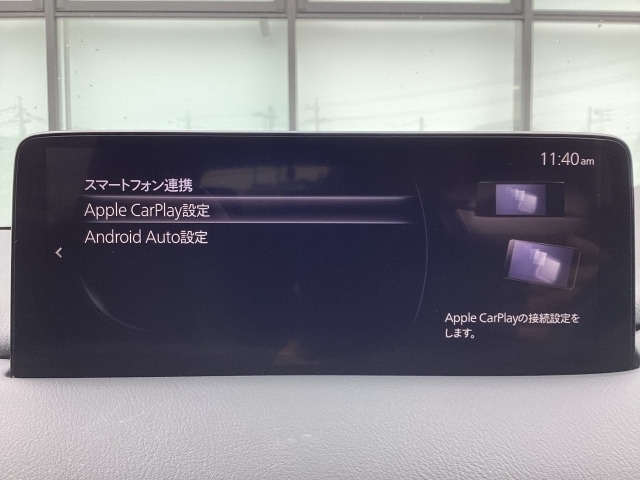 11:40am
スマートフォン連携
Apple CarPlay設定
Android Auto設定
Apple CarPlayの接続設定を
します。